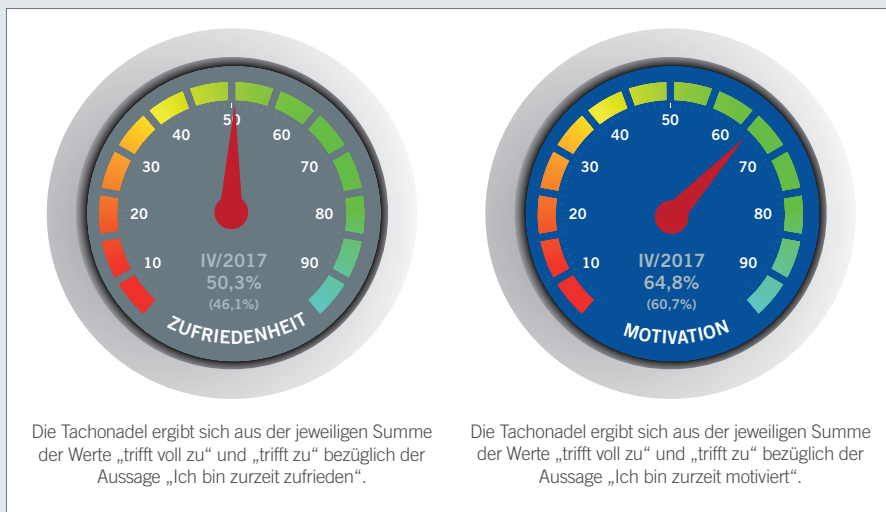 50
40
60
30
70
20
80
10
90
IV/2017
50,3%
(46,1%)
ZUFRIEDENHEIT
Die Tachonadel ergibt sich aus der jeweiligen Summe
der Werte „trifft voll zu“ und „trifft zu“ bezüglich der
Aussage „Ich bin zurzeit zufrieden“.
50
40
60
30
70
20
80
10
90
IV/2017
64,8%
(60,7%)
MOTIVATION
Die Tachonadel ergibt sich aus der jeweiligen Summe
der Werte „trifft voll zu“ und „trifft zu“ bezüglich der
Aussage „Ich bin zurzeit motiviert“.